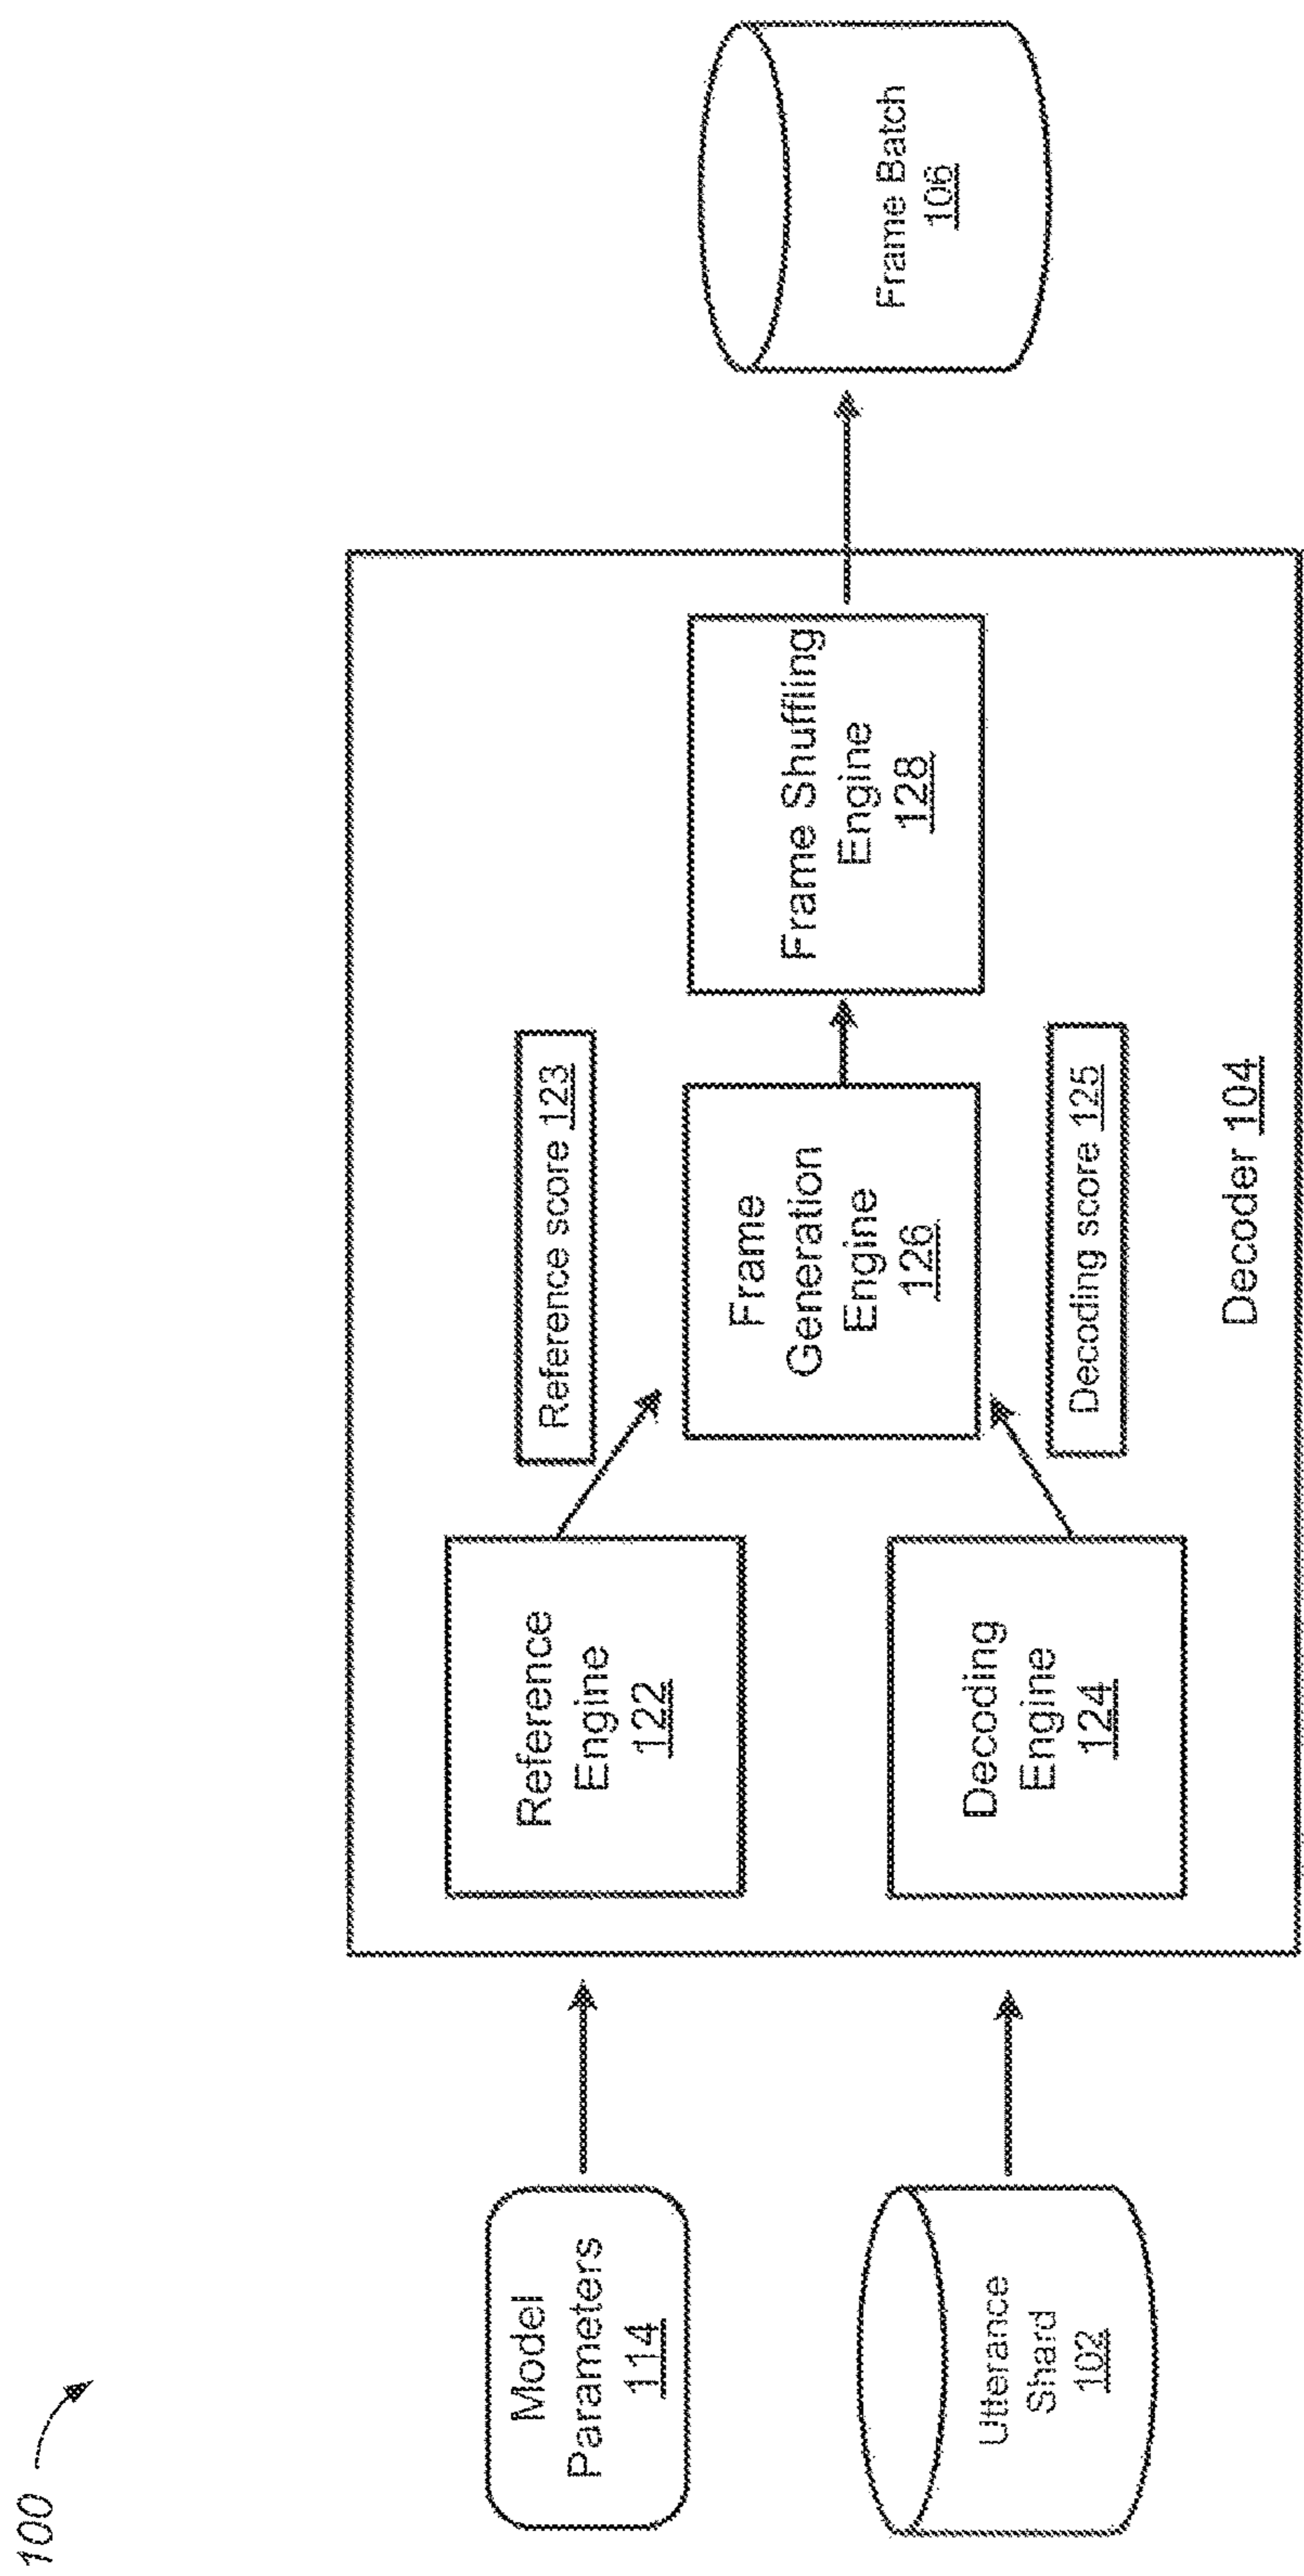 100
Model
Parameters
114
Utterance
Shard
102
Reference
Engine
122
Decoding
Engine
124
Reference score 123
Frame
Generation
Engine
126
Decoding score 125
Frame Shuffling
Engine
128
Decoder 104
Frame Batch
106